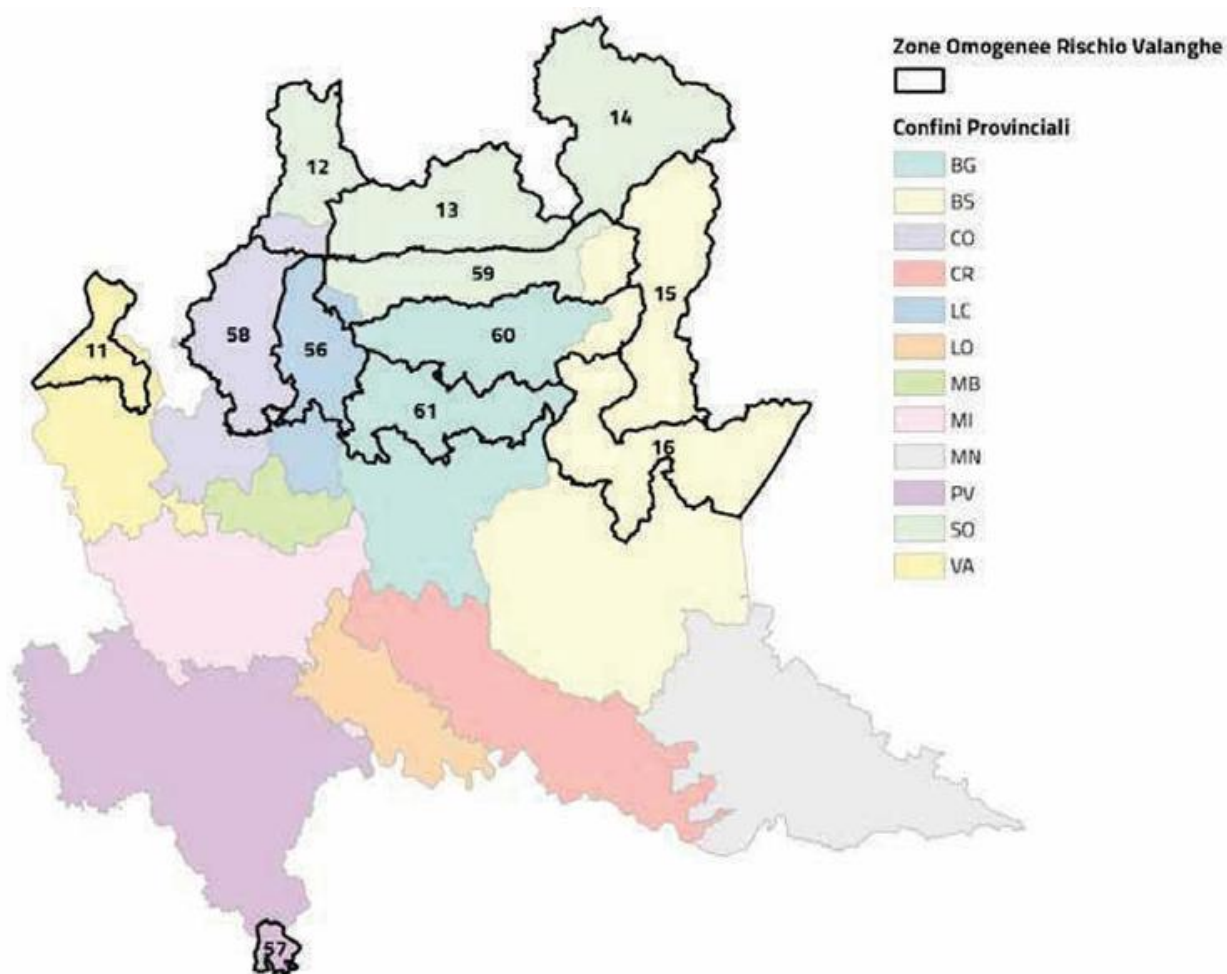 Zone Omogenee Rischio Valanghe
Confini Provinciali
BG
BS
CO
CR
LC
LO
MB
MI
MN
PV
SO
VA
14
12
13
59
15
11
58
56
60
61
16
57